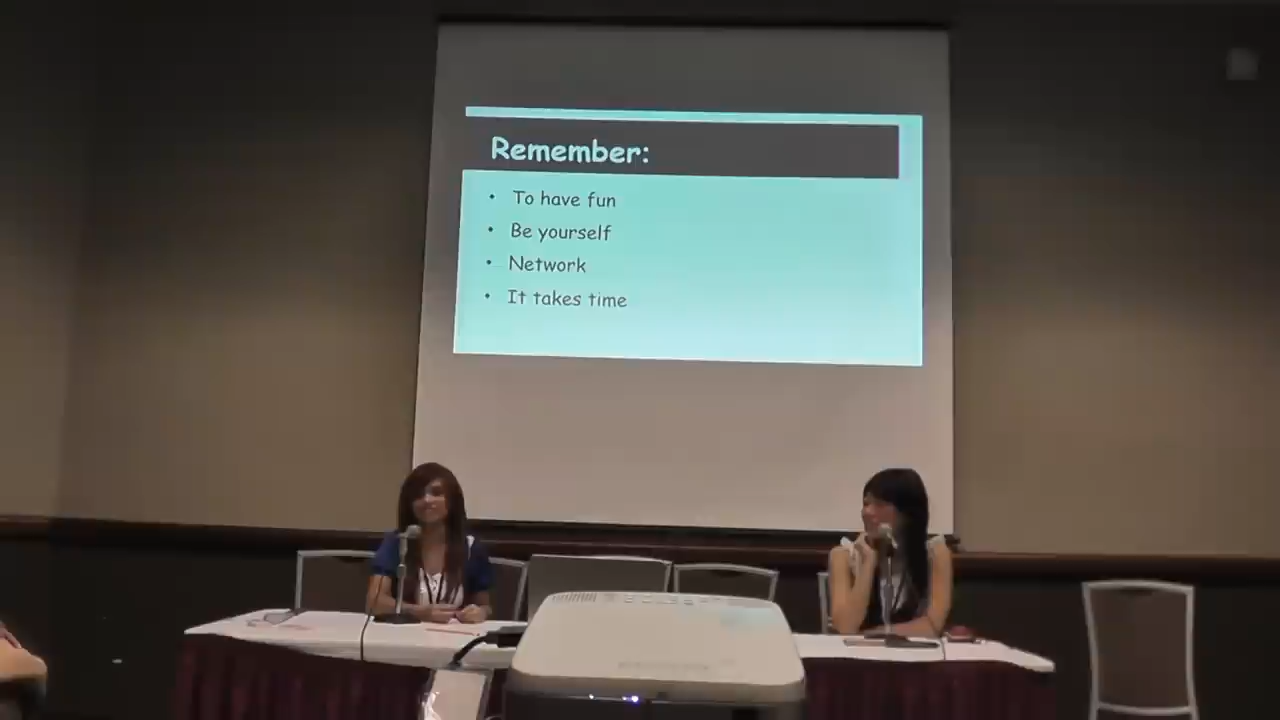 Remember:
• To have fun
• Be yourself
• Network
• It takes time